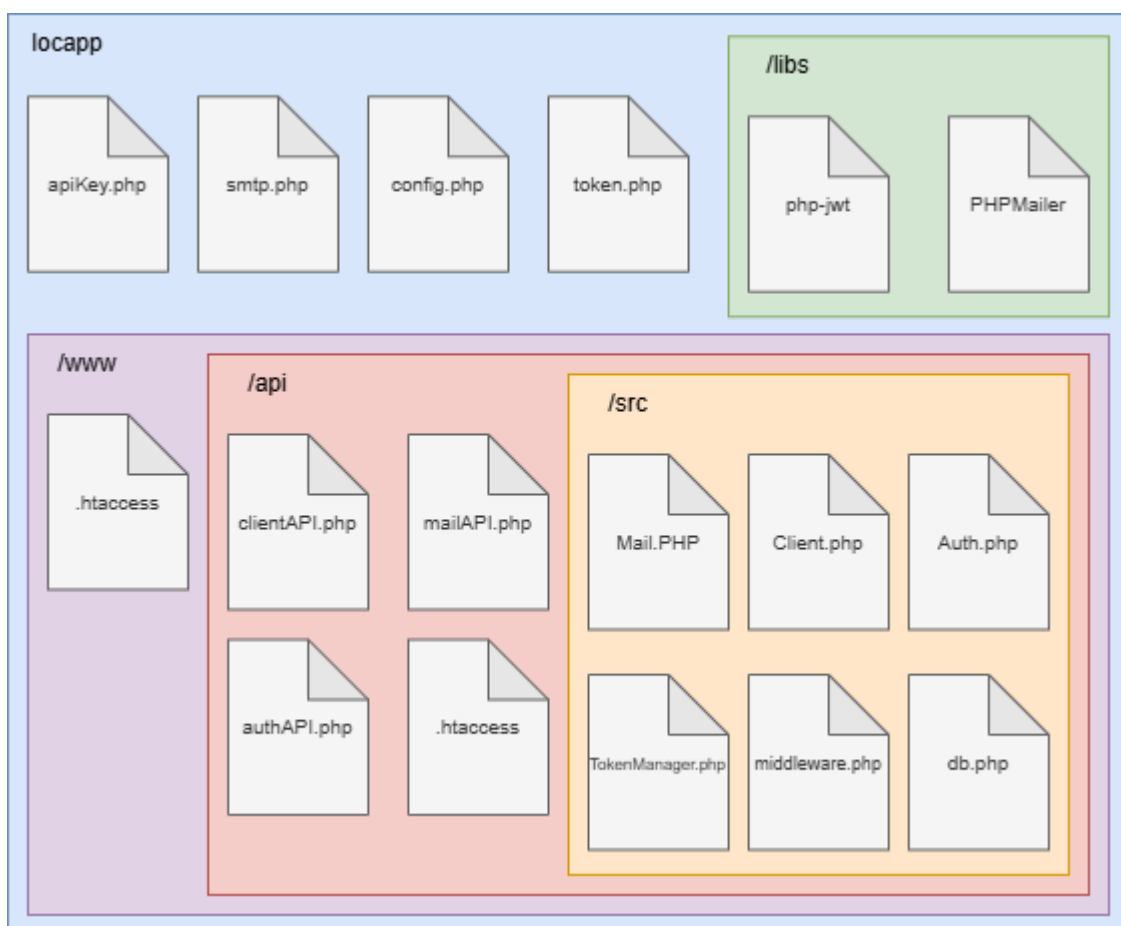 locapp
/libs
apiKey.php
smtp.php
config.php
token.php
php-jwt
PHPMailer
/www
/api
/src
.htaccess
clientAPI.php
mailAPI.php
Mail.PHP
Client.php
Auth.php
authAPI.php
.htaccess
TokenManager.php
middleware.php
db.php